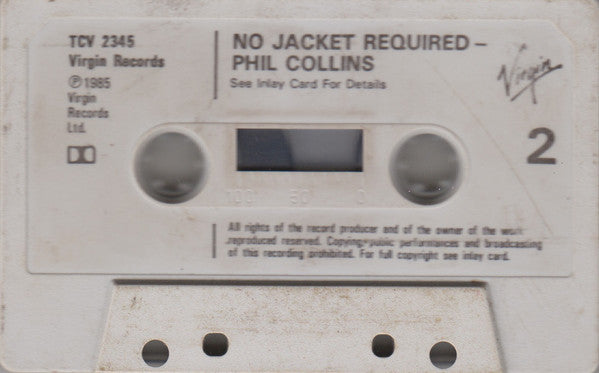 TCV 2345
Virgin Records
Ⓟ1985
Virgin
Records
Ltd.
NO JACKET REQUIRED –
PHIL COLLINS
See Inlay Card For Details
Virgin
2
100 50 0
All rights of the record producer and of the owner of the work
reproduced reserved. Copying•public performances and broadcasting
of this recording prohibited. For full copyright see inlay card.